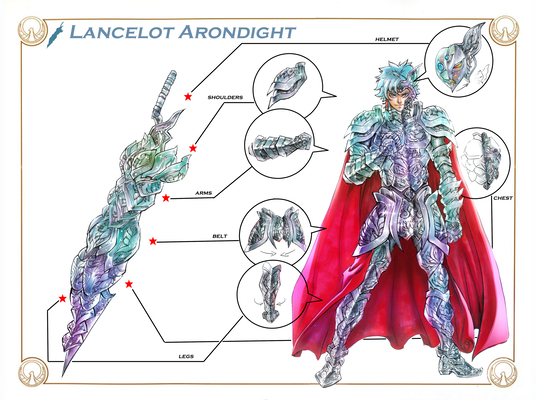 LANCELOT ARONDIGHT
HELMET
SHOULDERS
ARMS
CHEST
BELT
LEGS